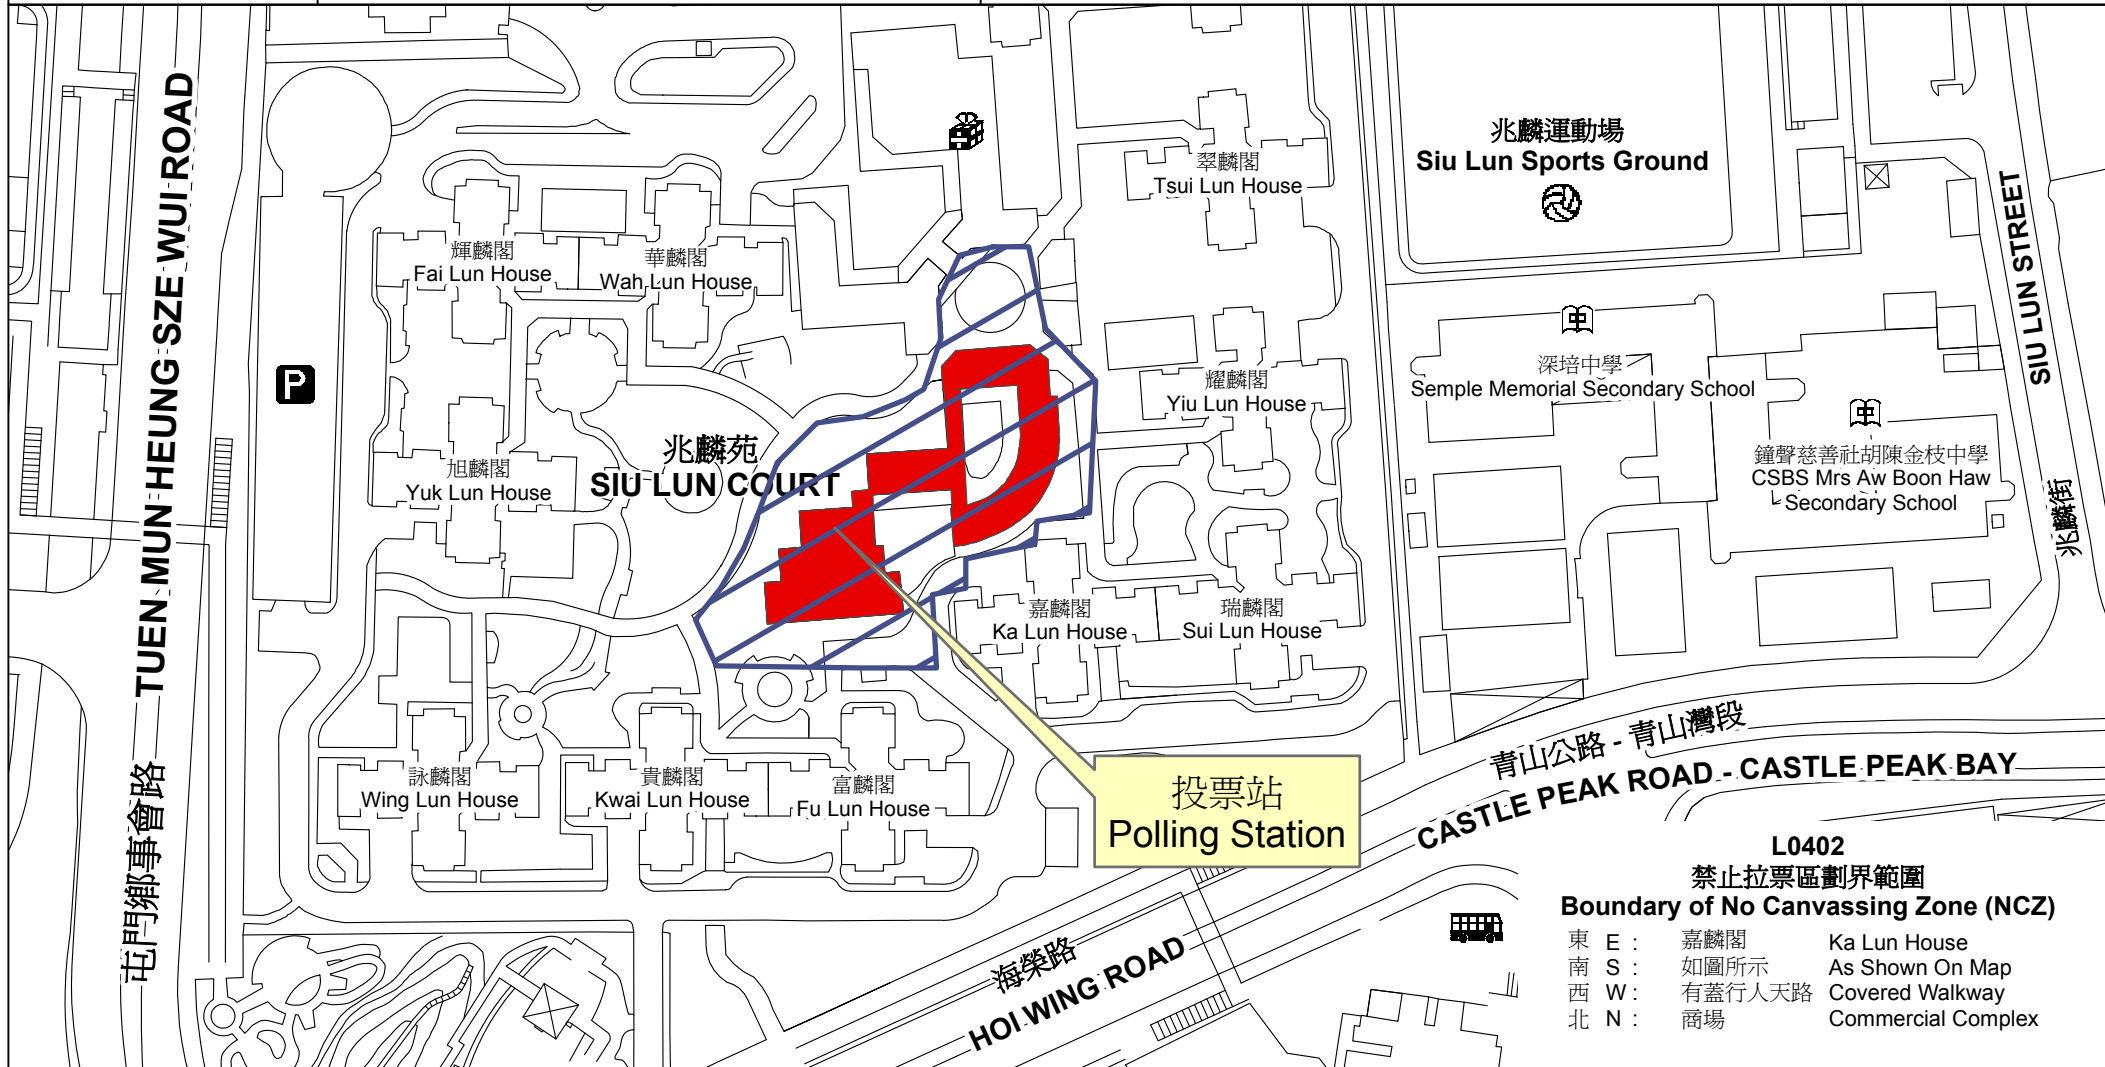 兆麟運動場
Siu Lun Sports Ground
翠麟閣
Tsui Lun House
輝麟閣
Fai Lun House
華麟閣
Wah Lun House
TUEN MUN HEUNG SZE WUI ROAD
屯門鄉事會路
P
SIU LUN STREET
兆麟街
深培中學
Semple Memorial Secondary School
耀麟閣
Yiu Lun House
鐘聲慈善社胡陳金枝中學
CSBS Mrs Aw Boon Haw
Secondary School
兆麟苑
SIU LUN COURT
旭麟閣
Yuk Lun House
嘉麟閣
Ka Lun House
瑞麟閣
Sui Lun House
詠麟閣
Wing Lun House
貴麟閣
Kwai Lun House
富麟閣
Fu Lun House
投票站
Polling Station
青山公路 - 青山灣段
CASTLE PEAK ROAD - CASTLE PEAK BAY
海榮路
HOI WING ROAD
L0402
禁止拉票區劃界範圍
Boundary of No Canvassing Zone (NCZ)
東 E : 嘉麟閣 Ka Lun House
南 S : 如圖所示 As Shown On Map
西 W : 有蓋行人天路 Covered Walkway
北 N : 商場 Commercial Complex